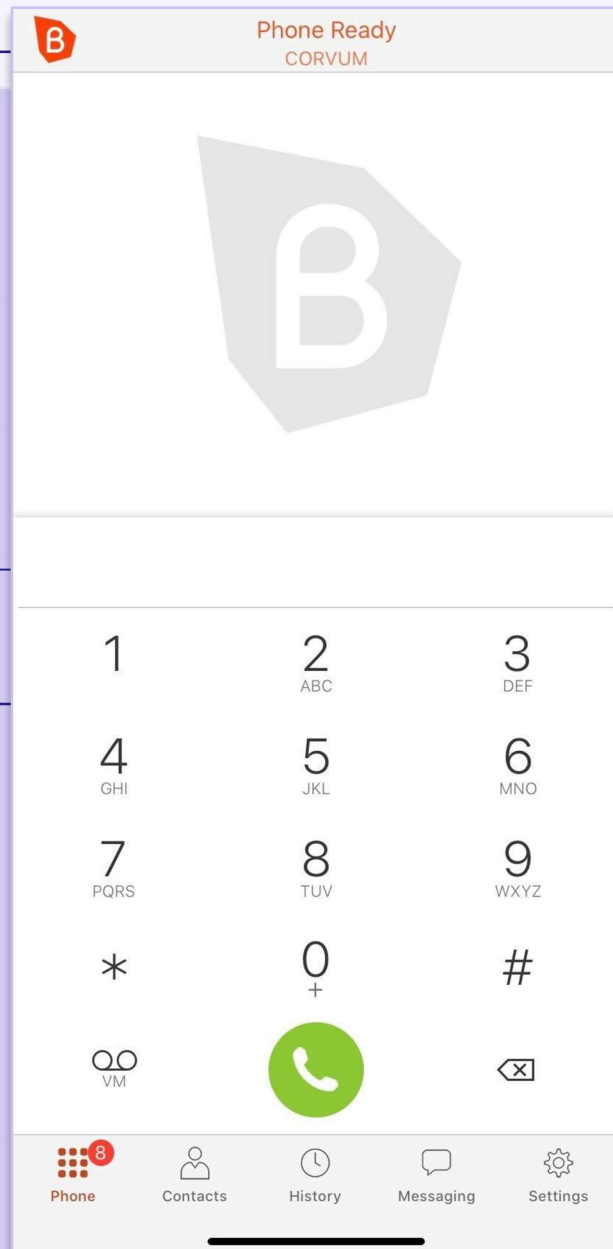 B
Phone Ready
CORVUM
B
1 2 3
ABC DEF
4 5 6
GHI JKL MNO
7 8 9
PQRS TUV WXYZ
* 0 #
+
VM
8
Phone Contacts History Messaging Settings